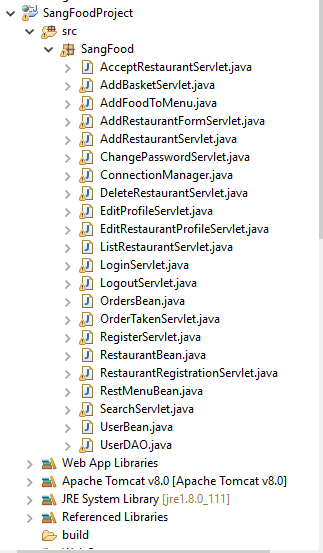 SangFoodProject
src
SangFood
AcceptRestaurantServlet.java
AddBasketServlet.java
AddFoodToMenu.java
AddRestaurantFormServlet.java
AddRestaurantServlet.java
ChangePasswordServlet.java
ConnectionManager.java
DeleteRestaurantServlet.java
EditProfileServlet.java
EditRestaurantProfileServlet.java
ListRestaurantServlet.java
LoginServlet.java
LogoutServlet.java
OrdersBean.java
OrderTakenServlet.java
RegisterServlet.java
RestaurantBean.java
RestaurantRegistrationServlet.java
RestMenuBean.java
SearchServlet.java
UserBean.java
UserDAO.java
Web App Libraries
Apache Tomcat v8.0 [Apache Tomcat v8.0]
JRE System Library [jre1.8.0_111]
Referenced Libraries
build